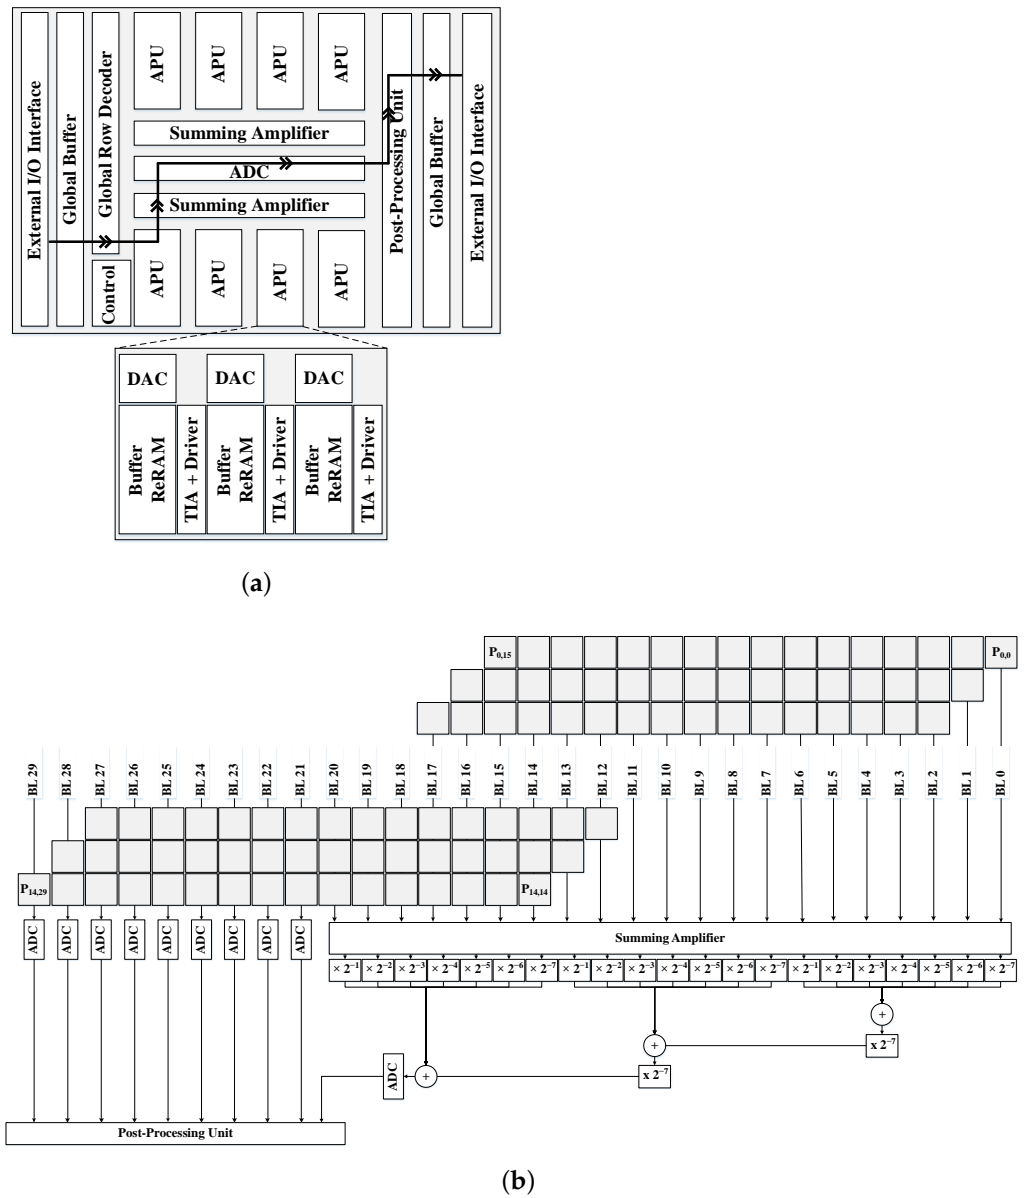 External I/O Interface
Global Buffer
Global Row Decoder
Control
APU
APU
APU
APU
Summing Amplifier
ADC
Summing Amplifier
APU
APU
APU
APU
Post-Processing Unit
Global Buffer
External I/O Interface
DAC
DAC
DAC
Buffer
ReRAM
TIA + Driver
Buffer
ReRAM
TIA + Driver
Buffer
ReRAM
TIA + Driver
(a)
P0,15
P0,0
BL 29
BL 28
BL 27
BL 26
BL 25
BL 24
BL 23
BL 22
BL 21
BL 20
BL 19
BL 18
BL 17
BL 16
BL 15
BL 14
BL 13
BL 12
BL 11
BL 10
BL 9
BL 8
BL 7
BL 6
BL 5
BL 4
BL 3
BL 2
BL 1
BL 0
P14,29
P14,14
ADC
ADC
ADC
ADC
ADC
ADC
ADC
ADC
ADC
Summing Amplifier
× 2⁻¹
× 2⁻²
× 2⁻³
× 2⁻⁴
× 2⁻⁵
× 2⁻⁶
× 2⁻⁷
× 2⁻¹
× 2⁻²
× 2⁻³
× 2⁻⁴
× 2⁻⁵
× 2⁻⁶
× 2⁻⁷
× 2⁻¹
× 2⁻²
× 2⁻³
× 2⁻⁴
× 2⁻⁵
× 2⁻⁶
× 2⁻⁷
+
x 2⁻⁷
+
x 2⁻⁷
+
ADC
Post-Processing Unit
(b)